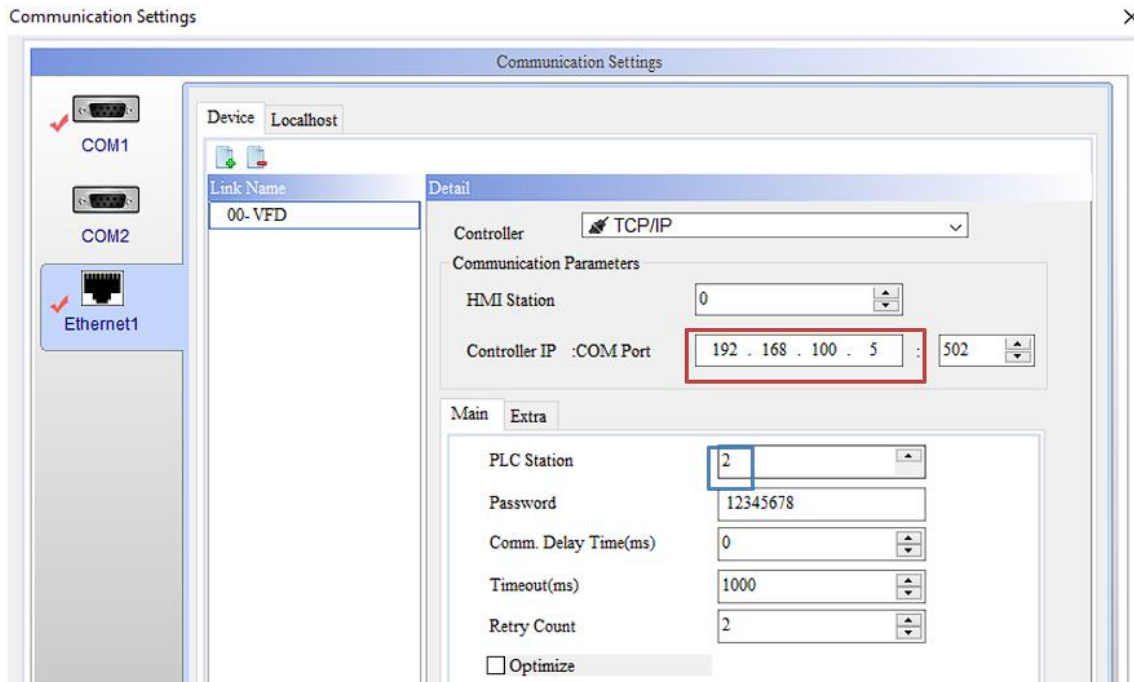 Communication Settings
Communication Settings
COM1
COM2
Ethernet1
Device Localhost
Link Name
00- VFD
Detail
Controller TCP/IP
Communication Parameters
HMI Station 0
Controller IP :COM Port 192 . 168 . 100 . 5 : 502
Main Extra
PLC Station 2
Password 12345678
Comm. Delay Time(ms) 0
Timeout(ms) 1000
Retry Count 2
Optimize